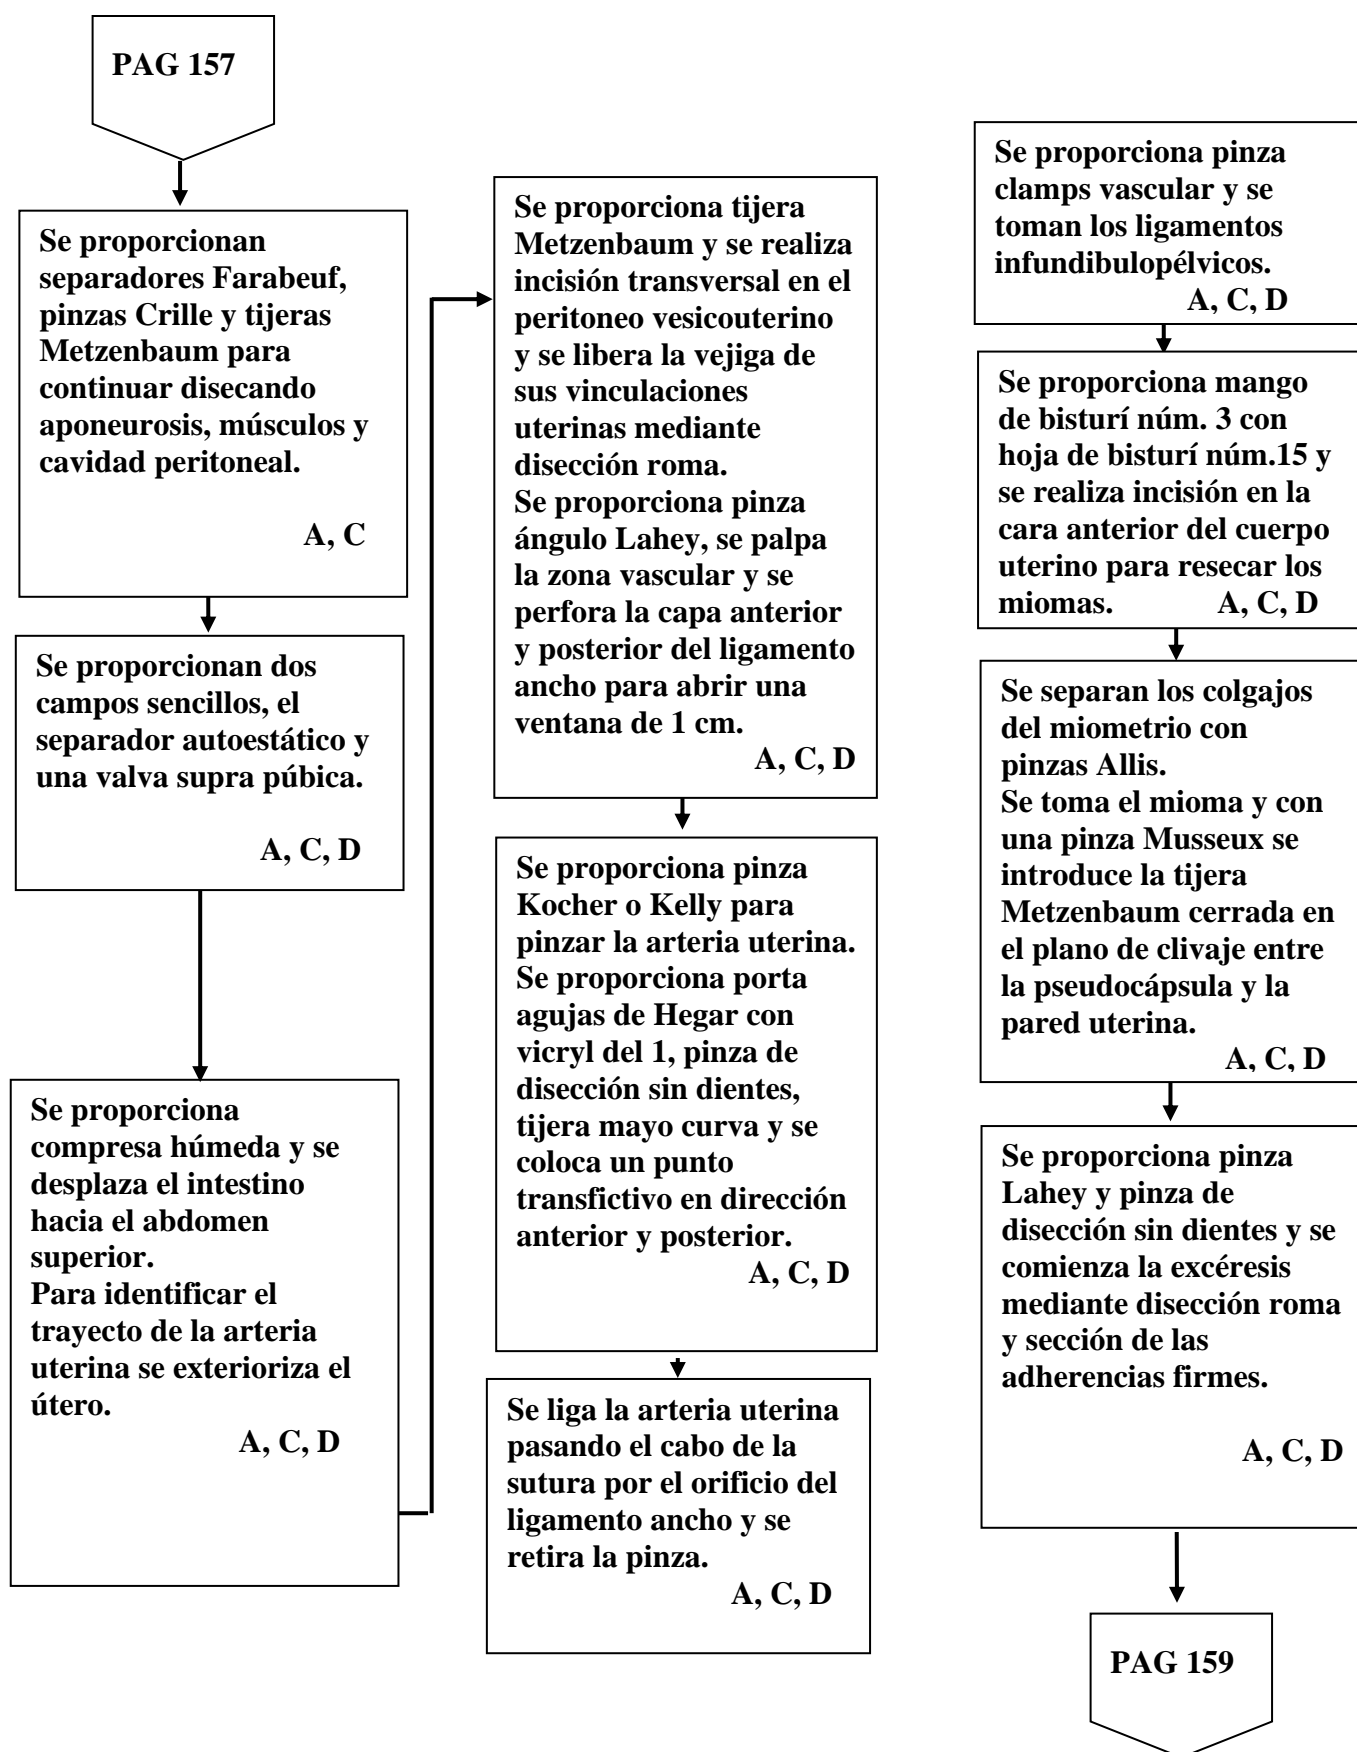 PAG 157
Se proporcionan
separadores Farabeuf,
pinzas Crille y tijeras
Metzenbaum para
continuar disecando
aponeurosis, músculos y
cavidad peritoneal.
A, C
Se proporcionan dos
campos sencillos, el
separador autoestático y
una valva supra púbica.
A, C, D
Se proporciona
compresa húmeda y se
desplaza el intestino
hacia el abdomen
superior.
Para identificar el
trayecto de la arteria
uterina se exterioriza el
útero.
A, C, D
Se proporciona tijera
Metzenbaum y se realiza
incisión transversal en el
peritoneo vesicouterino
y se libera la vejiga de
sus vinculaciones
uterinas mediante
disección roma.
Se proporciona pinza
ángulo Lahey, se palpa
la zona vascular y se
perfora la capa anterior
y posterior del ligamento
ancho para abrir una
ventana de 1 cm.
A, C, D
Se proporciona pinza
Kocher o Kelly para
pinzar la arteria uterina.
Se proporciona porta
agujas de Hegar con
vicryl del 1, pinza de
disección sin dientes,
tijera mayo curva y se
coloca un punto
transfictivo en dirección
anterior y posterior.
A, C, D
Se liga la arteria uterina
pasando el cabo de la
sutura por el orificio del
ligamento ancho y se
retira la pinza.
A, C, D
Se proporciona pinza
clamps vascular y se
toman los ligamentos
infundibulopélvicos.
A, C, D
Se proporciona mango
de bisturí núm. 3 con
hoja de bisturí núm.15 y
se realiza incisión en la
cara anterior del cuerpo
uterino para resecar los
miomas. A, C, D
Se separan los colgajos
del miometrio con
pinzas Allis.
Se toma el mioma y con
una pinza Musseux se
introduce la tijera
Metzenbaum cerrada en
el plano de clivaje entre
la pseudocápsula y la
pared uterina.
A, C, D
Se proporciona pinza
Lahey y pinza de
disección sin dientes y se
comienza la excéresis
mediante disección roma
y sección de las
adherencias firmes.
A, C, D
PAG 159